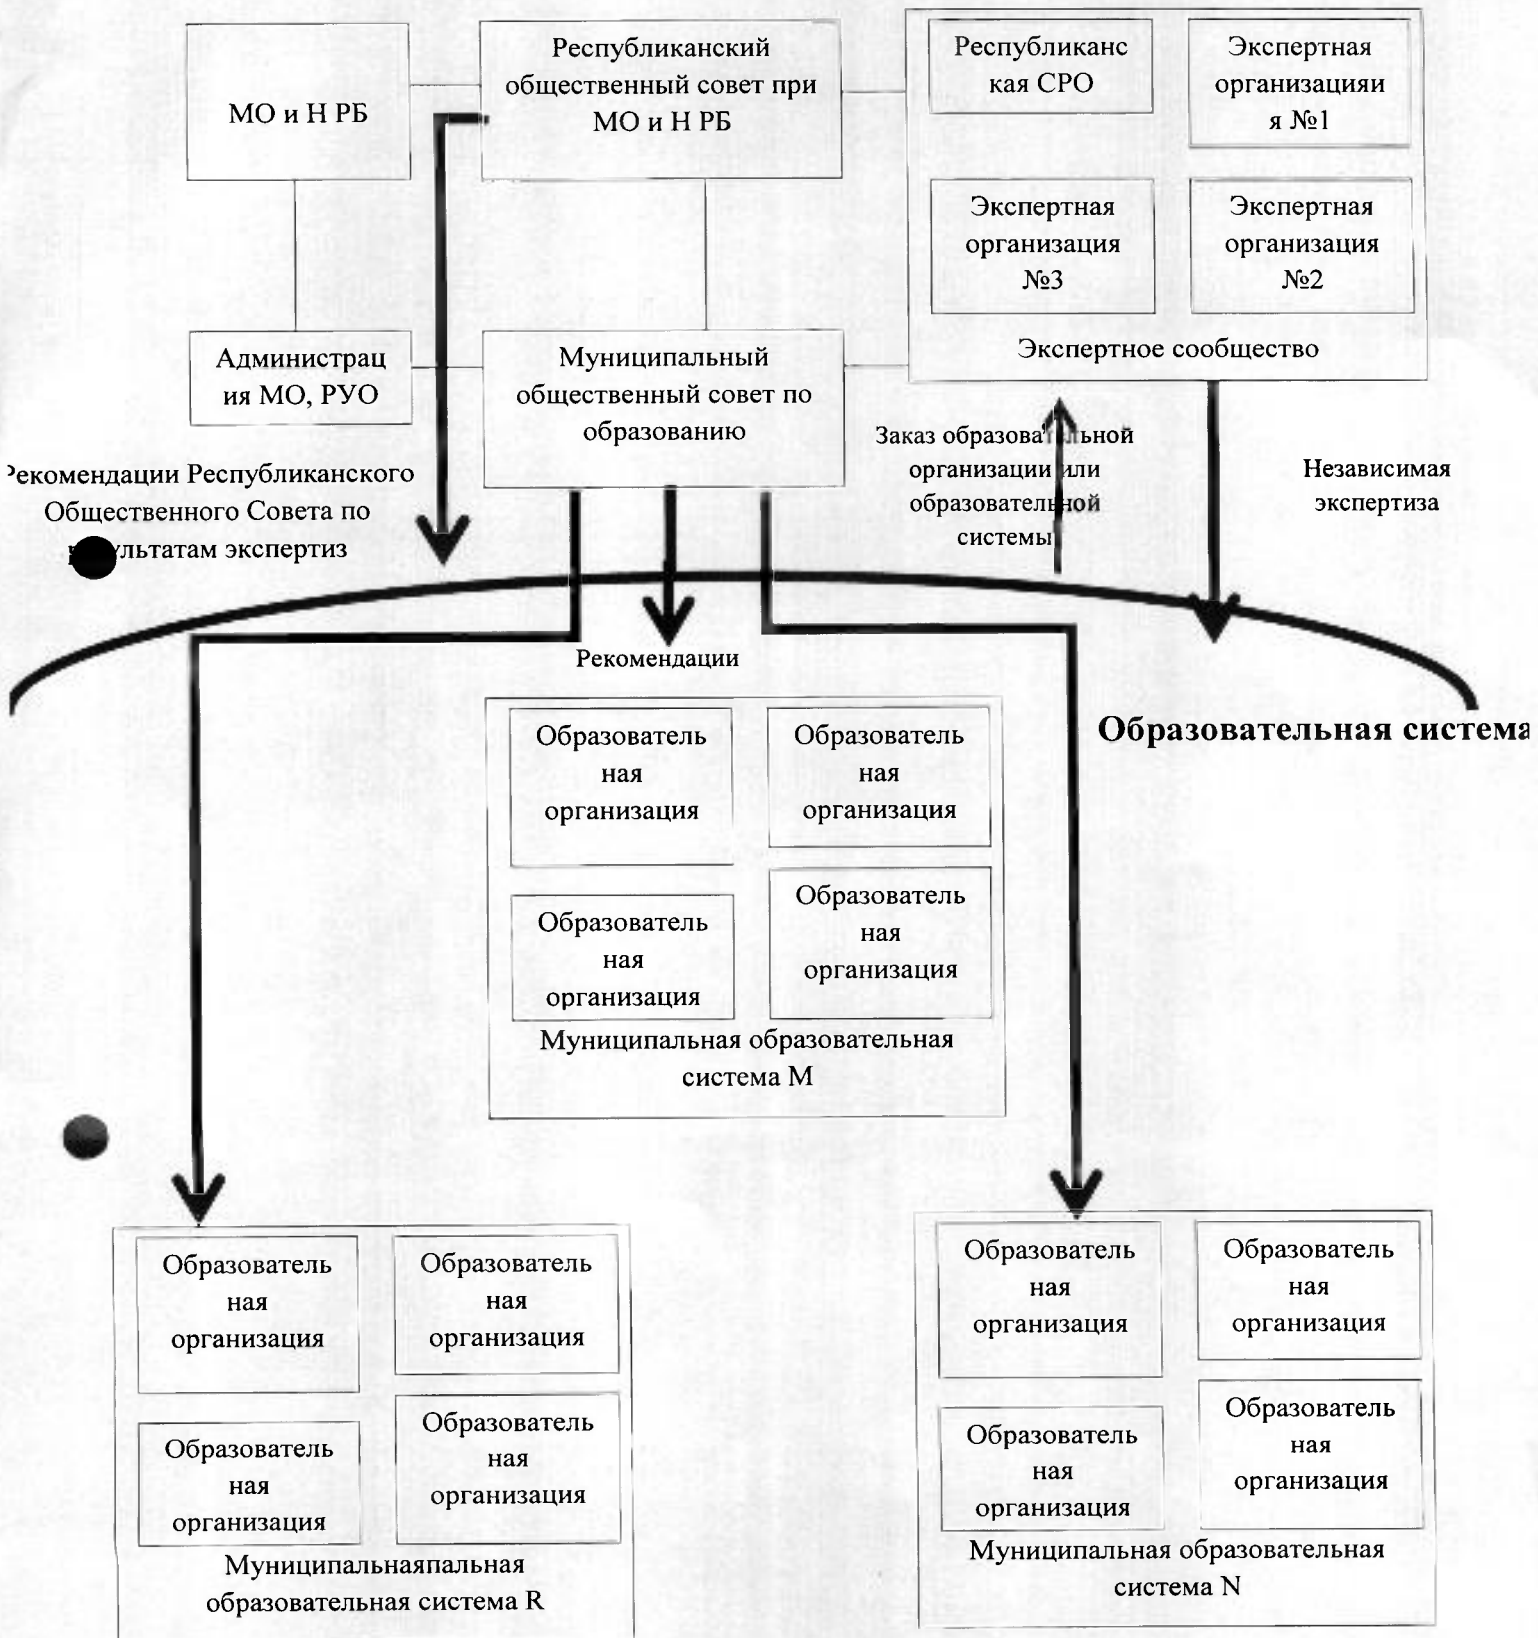 МО и Н РБ
Республиканский
общественный совет при
МО и Н РБ
Республиканс
кая СРО
Экспертная
организацияи
я №1
Экспертная
организация
№3
Экспертная
организация
№2
Экспертное сообщество
Администрац
ия МО, РУО
Муниципальный
общественный совет по
образованию
Рекомендации Республиканского
Общественного Совета по
экспертиз
Заказ образовательной
организации или
образовательной
системы
Независимая
экспертиза
Рекомендации
Образовательная система
Образователь
ная
организация
Образователь
ная
организация
Образователь
ная
организация
Образователь
ная
организация
Муниципальная образовательная
система М
Образователь
ная
организация
Образователь
ная
организация
Образователь
ная
организация
Образователь
ная
организация
Муниципальнаяпальная
образовательная система R
Образователь
ная
организация
Образователь
ная
организация
Образователь
ная
организация
Образователь
ная
организация
Муниципальная образовательная
система N